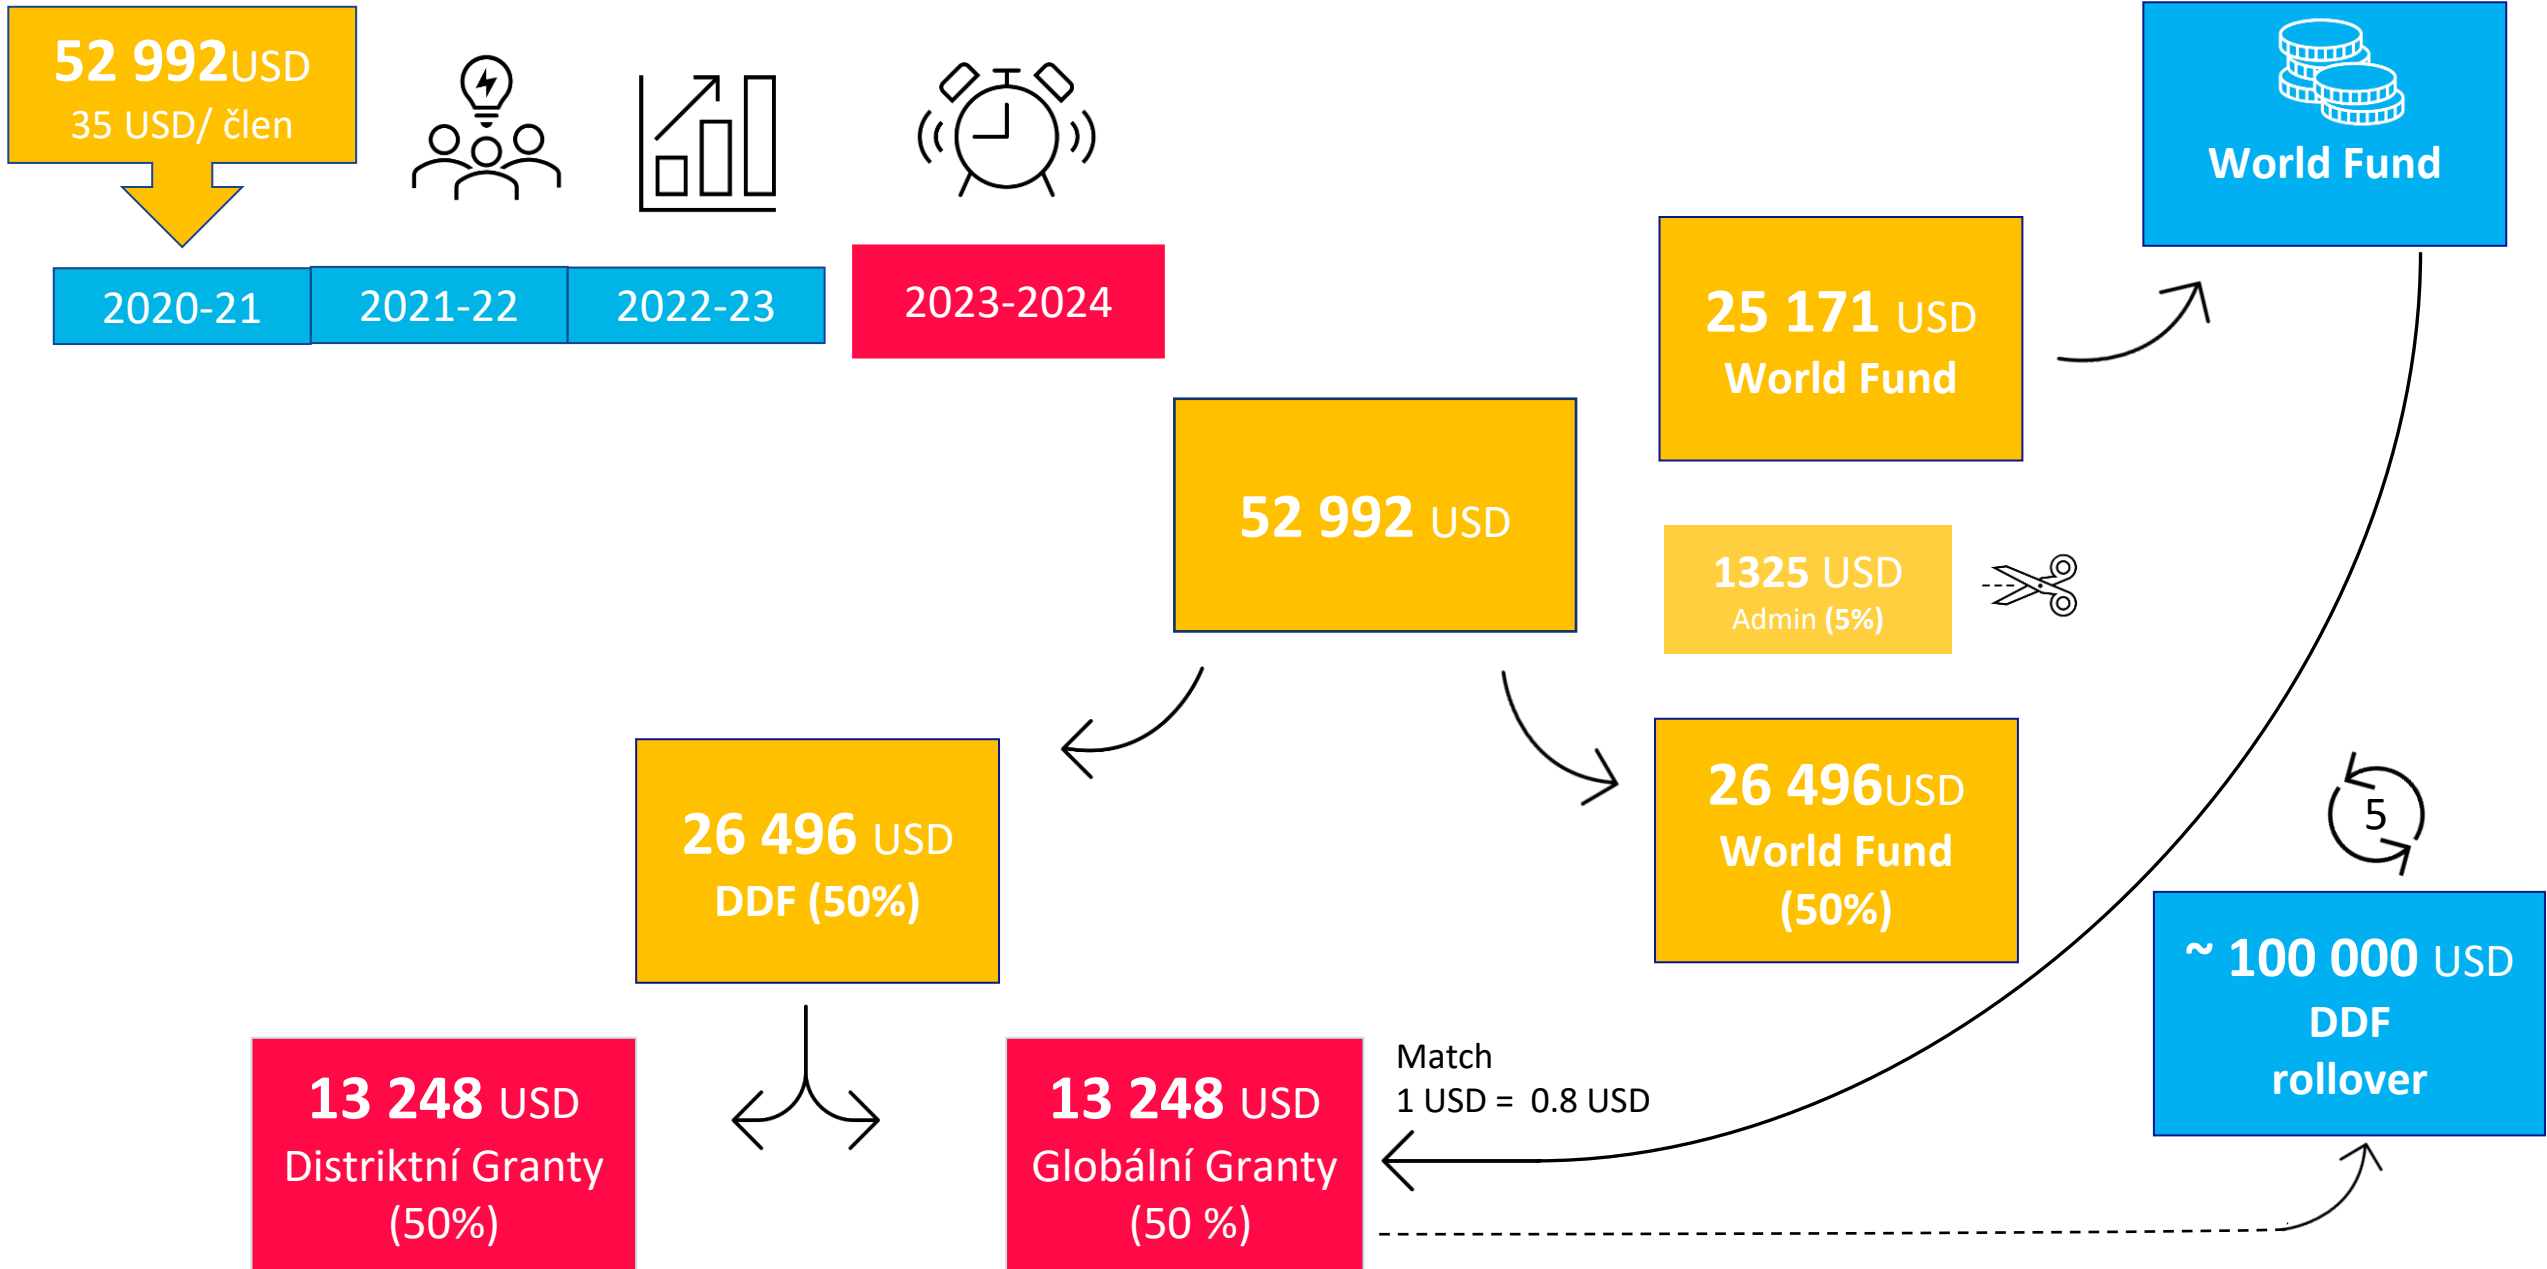 52 992USD
35 USD/ člen
2020-21
2021-22
2022-23
2023-2024
World Fund
25 171 USD
World Fund
52 992 USD
1325 USD
Admin (5%)
26 496 USD
DDF (50%)
26 496USD
World Fund
(50%)
5
~ 100 000 USD
DDF
rollover
Match
1 USD = 0.8 USD
13 248 USD
Distriktní Granty
(50%)
13 248 USD
Globální Granty
(50 %)